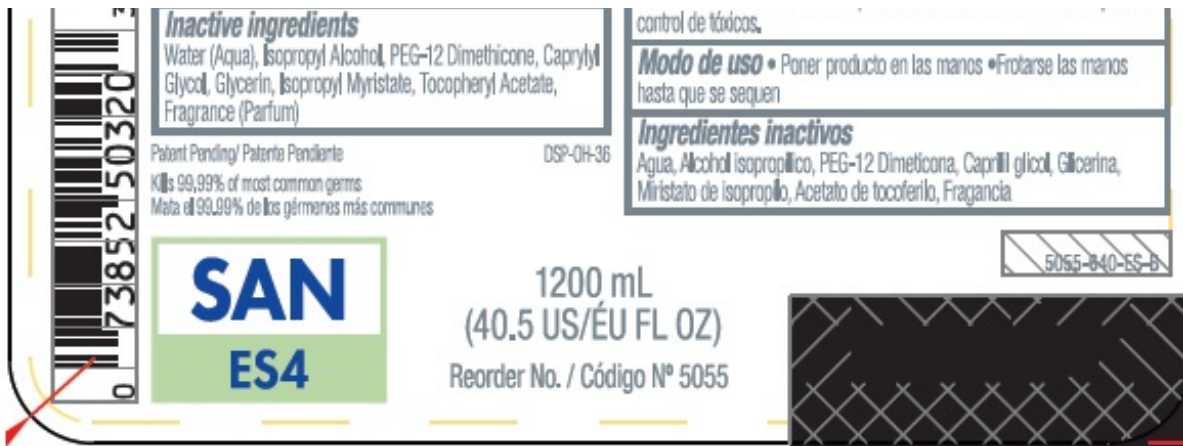 Inactive ingredients
Water (Aqua), Isopropyl Alcohol, PEG-12 Dimethicone, Caprylyl
Glycol, Glycerin, Isopropyl Myristate, Tocopheryl Acetate,
Fragrance (Parfum)
Patent Pending/ Patente Pendiente
DSP-OH-36
Kills 99.99% of most common germs
Mata el 99.99% de los gérmenes más communes
0 73852 50320
SAN
ES4
1200 mL
(40.5 US/ÉU FL OZ)
Reorder No. / Código Nº 5055
control de tóxicos.
Modo de uso • Poner producto en las manos •Frotarse las manos
hasta que se sequen
Ingredientes inactivos
Agua, Alcohol isopropílico, PEG-12 Dimeticona, Caprilil glicol, Glicerina,
Miristato de isopropilo, Acetato de tocoferilo, Fragancia
5055-640-ES-B